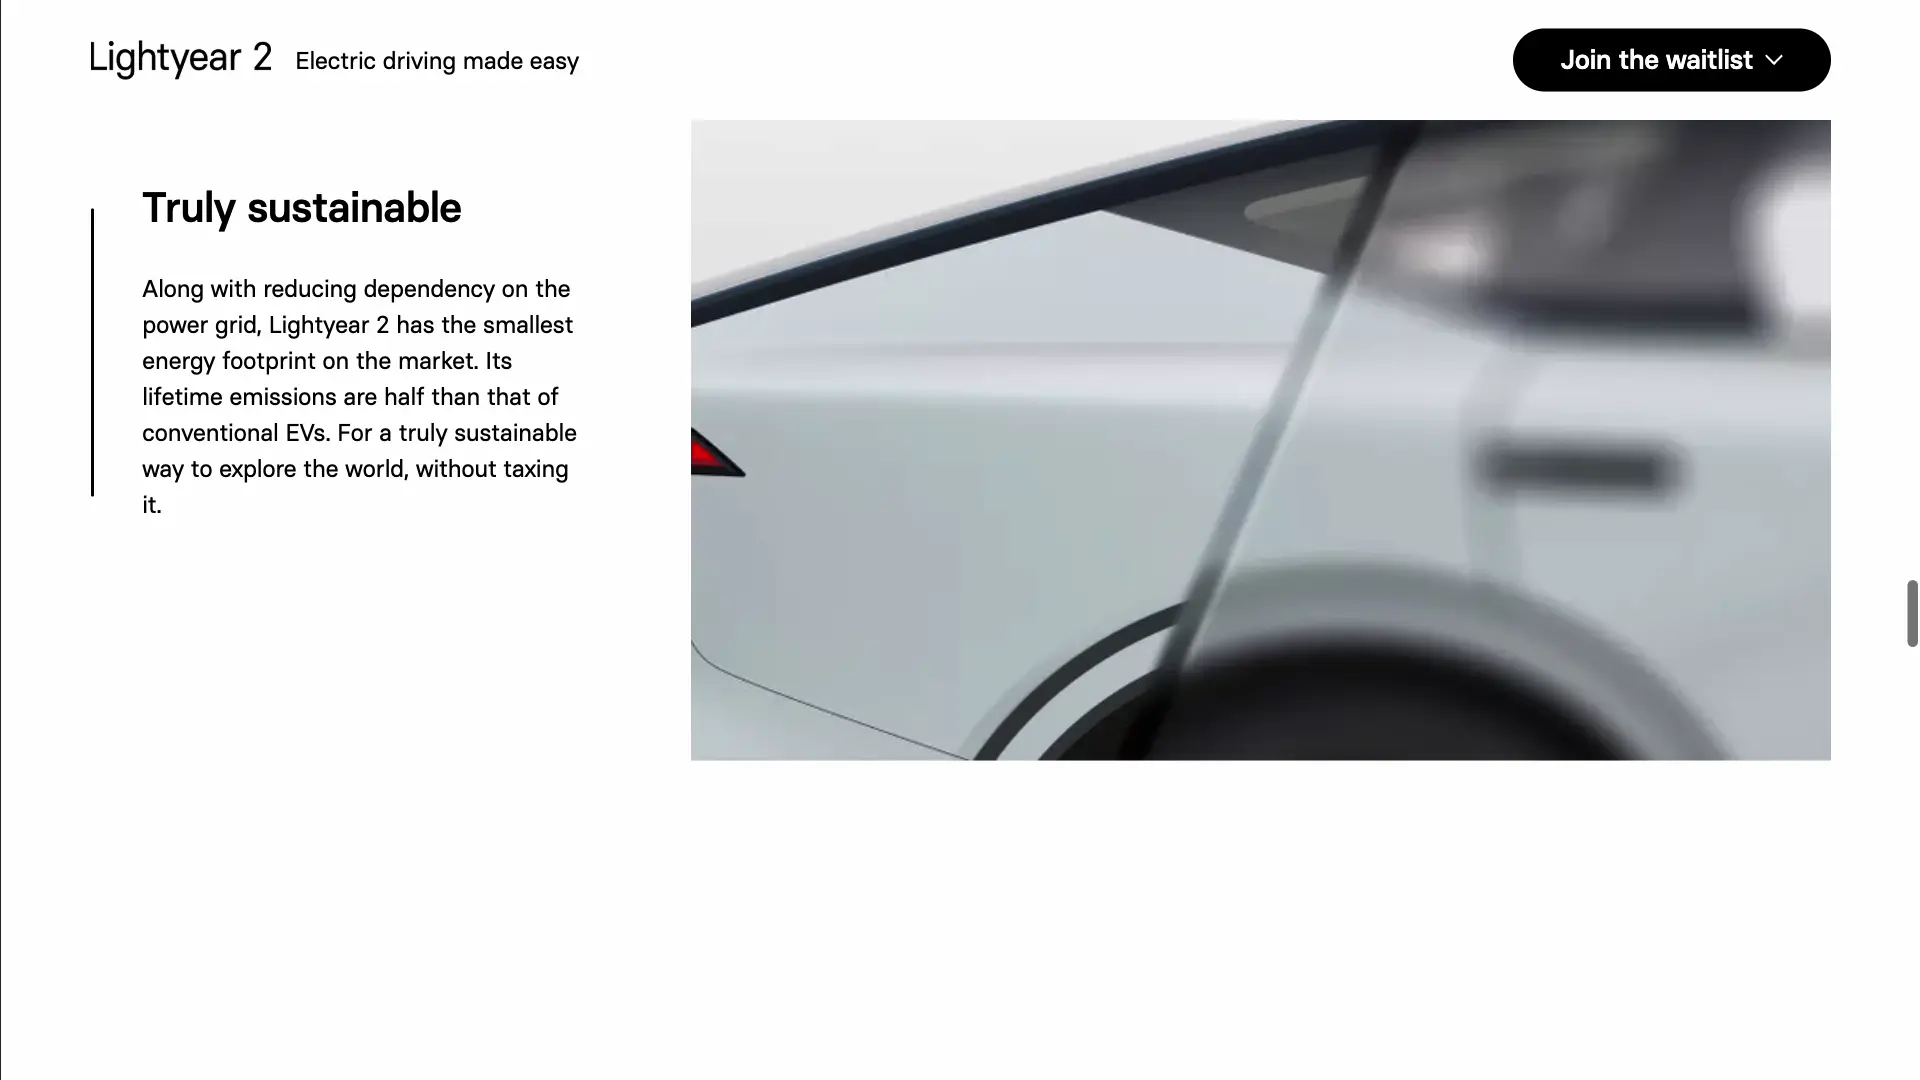 Lightyear 2 Electric driving made easy
Join the waitlist
Truly sustainable
Along with reducing dependency on the
power grid, Lightyear 2 has the smallest
energy footprint on the market. Its
lifetime emissions are half than that of
conventional EVs. For a truly sustainable
way to explore the world, without taxing
it.